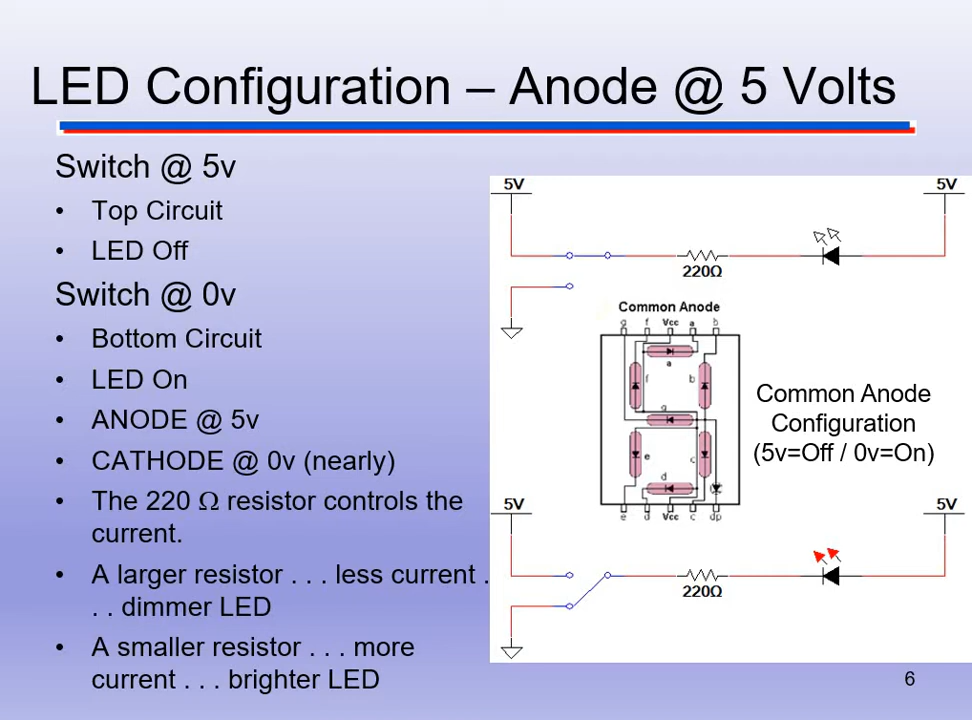 LED Configuration – Anode @ 5 Volts
Switch @ 5v
• Top Circuit
• LED Off
Switch @ 0v
• Bottom Circuit
• LED On
• ANODE @ 5v
• CATHODE @ 0v (nearly)
• The 220 Ω resistor controls the
current.
• A larger resistor . . . less current .
. . dimmer LED
• A smaller resistor . . . more
current . . . brighter LED
5V 5V
220Ω
Common Anode
g f Vcc a b
a
f b
g
e c
d
e d Vcc c dp
Common Anode
Configuration
(5v=Off / 0v=On)
5V 5V
220Ω
6